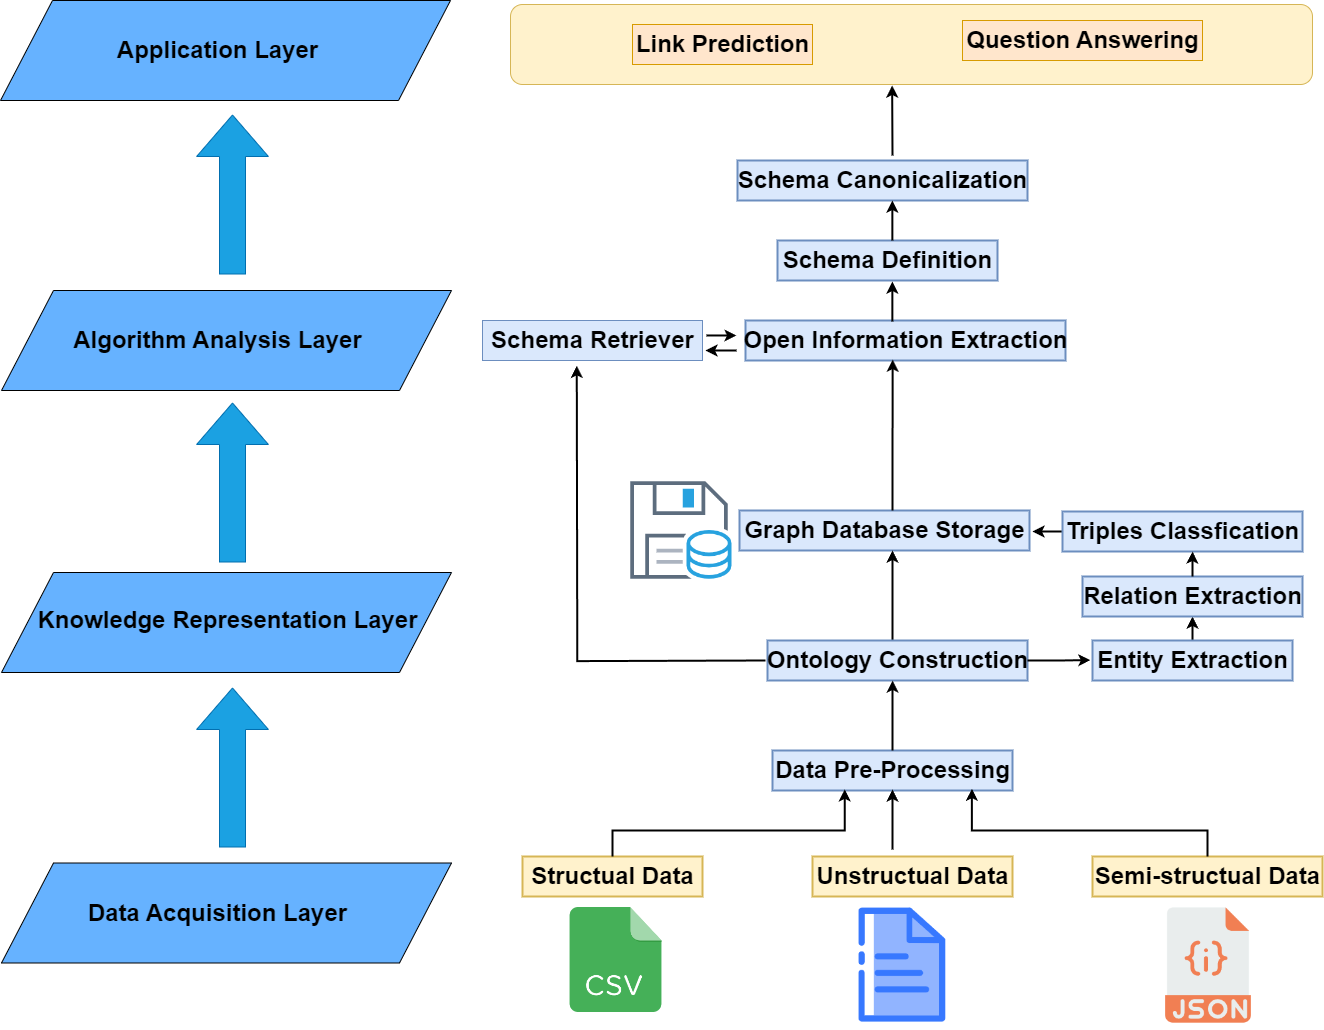 Application Layer
Link Prediction
Question Answering
Schema Canonicalization
Schema Definition
Algorithm Analysis Layer
Schema Retriever
Open Information Extraction
Graph Database Storage
Triples Classfication
Relation Extraction
Knowledge Representation Layer
Ontology Construction
Entity Extraction
Data Pre-Processing
Structual Data
Unstructual Data
Semi-structual Data
Data Acquisition Layer
CSV
{i}
JSON